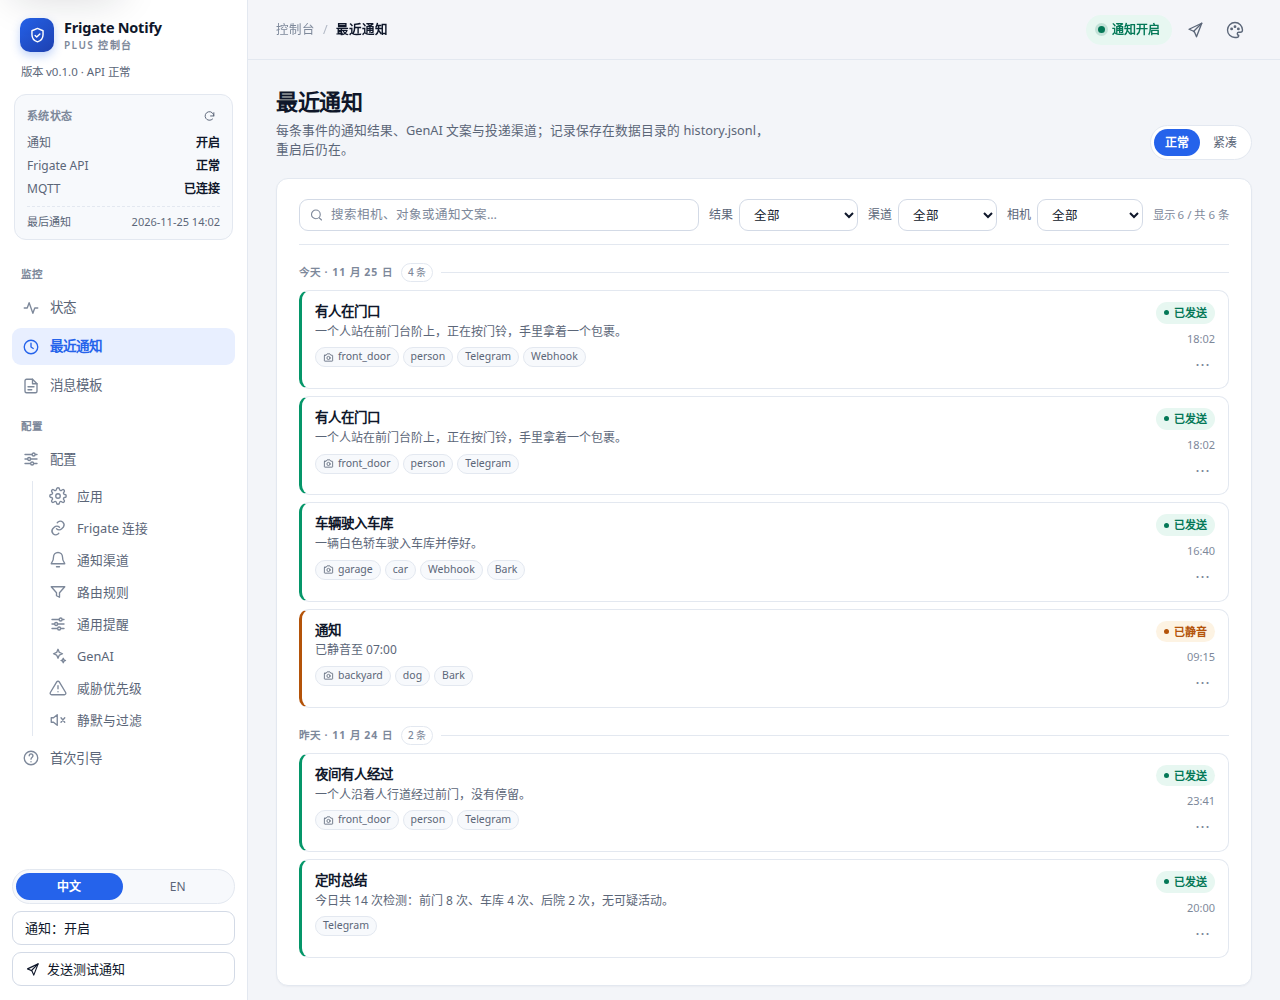 Frigate Notify
PLUS 控制台
版本 v0.1.0 · API 正常
系统状态
通知 开启
Frigate API 正常
MQTT 已连接
最后通知 2026-11-25 14:02
监控
状态
最近通知
消息模板
配置
配置
应用
Frigate 连接
通知渠道
路由规则
通用提醒
GenAI
威胁优先级
静默与过滤
首次引导
中文 EN
通知：开启
发送测试通知
控制台 / 最近通知
通知开启
最近通知
每条事件的通知结果、GenAI 文案与投递渠道；记录保存在数据目录的 history.jsonl，
重启后仍在。
正常 紧凑
搜索相机、对象或通知文案... 结果 全部 渠道 全部 相机 全部 显示 6 / 共 6 条
今天 · 11 月 25 日 4 条
有人在门口 已发送
一个人站在前门台阶上，正在按门铃，手里拿着一个包裹。
18:02
front_door person Telegram Webhook
...
有人在门口 已发送
一个人站在前门台阶上，正在按门铃，手里拿着一个包裹。
18:02
front_door person Telegram
...
车辆驶入车库 已发送
一辆白色轿车驶入车库并停好。
16:40
garage car Webhook Bark
...
通知 已静音
已静音至 07:00
09:15
backyard dog Bark
...
昨天 · 11 月 24 日 2 条
夜间有人经过 已发送
一个人沿着人行道经过前门，没有停留。
23:41
front_door person Telegram
...
定时总结 已发送
今日共 14 次检测：前门 8 次、车库 4 次、后院 2 次，无可疑活动。
20:00
Telegram
...